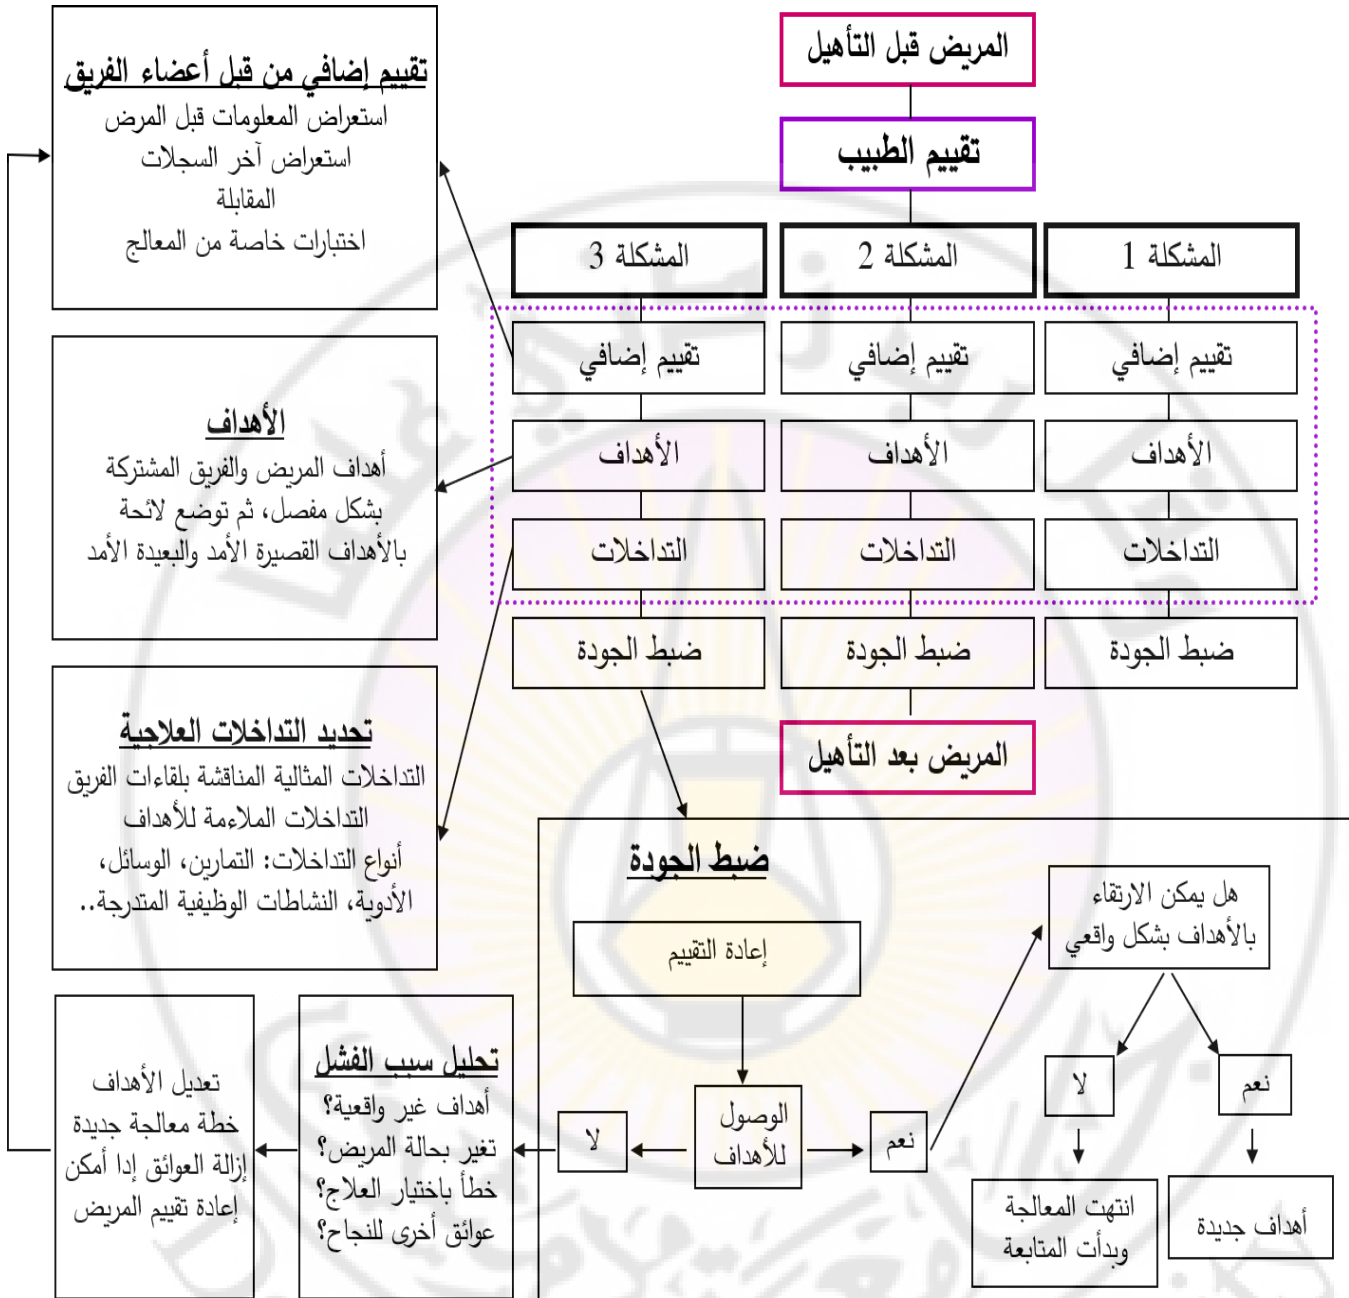 المريض قبل التأهيل
تقييم الطبيب
المشكلة 1
المشكلة 2
المشكلة 3
تقييم إضافي
تقييم إضافي
تقييم إضافي
الأهداف
الأهداف
الأهداف
التداخلات
التداخلات
التداخلات
ضبط الجودة
ضبط الجودة
ضبط الجودة
المريض بعد التأهيل
تقييم إضافي من قبل أعضاء الفريق
استعراض المعلومات قبل المرض
استعراض آخر السجلات
المقابلة
اختبارات خاصة من المعالج
الأهداف
أهداف المريض والفريق المشتركة
بشكل مفصل، ثم توضع لائحة
بالأهداف القصيرة الأمد والبعيدة الأمد
تحديد التداخلات العلاجية
التداخلات المثالية المناقشة بلقاءات الفريق
التداخلات الملاءمة للأهداف
أنواع التداخلات: التمارين، الوسائل،
الأدوية، النشاطات الوظيفية المتدرجة..
ضبط الجودة
إعادة التقييم
الوصول
للأهداف
نعم
هل يمكن الارتقاء
بالأهداف بشكل واقعي
نعم
أهداف جديدة
لا
انتهت المعالجة
وبدأت المتابعة
لا
تحليل سبب الفشل
أهداف غير واقعية؟
تغير بحالة المريض؟
خطأ باختيار العلاج؟
عوائق أخرى للنجاح؟
تعديل الأهداف
خطة معالجة جديدة
إزالة العوائق إدا أمكن
إعادة تقييم المريض